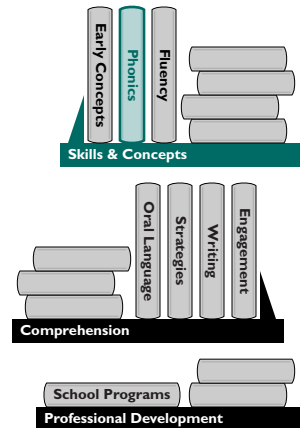 Early Concepts
Phonics
Fluency
Skills & Concepts
Oral Language
Strategies
Writing
Engagement
Comprehension
School Programs
Professional Development